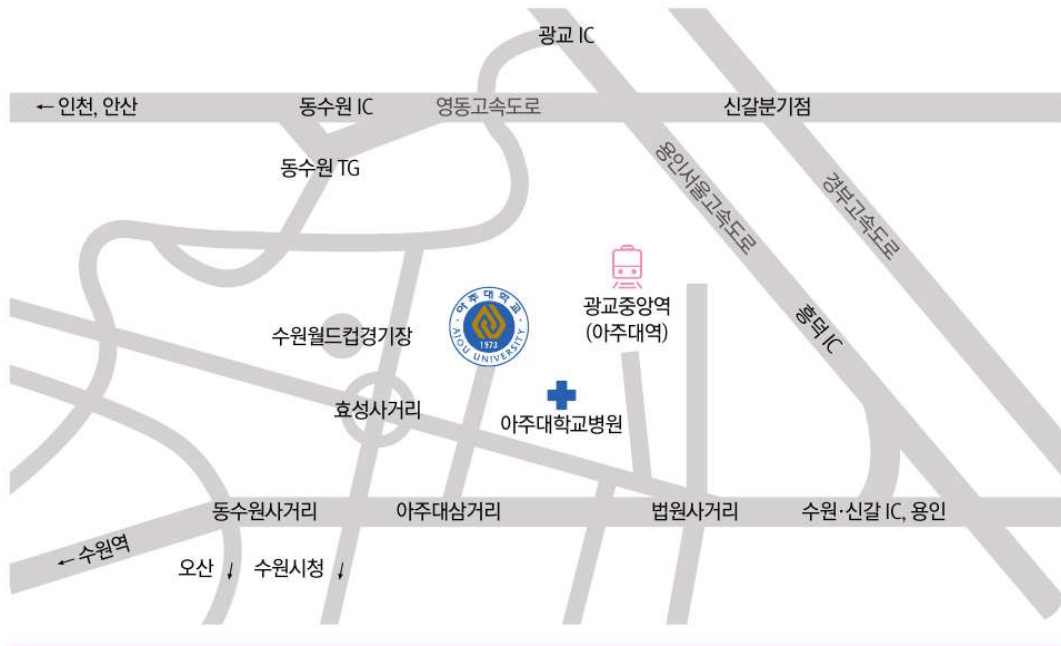 광교 IC
← 인천, 안산
동수원 IC
영동고속도로
신갈분기점
동수원 TG
용인서울고속도로
경부고속도로
광교중앙역
(아주대역)
아주대학교
AJOU UNIVERSITY
1973
수원월드컵경기장
흥덕 IC
효성사거리
아주대학교병원
동수원사거리
아주대삼거리
법원사거리
수원·신갈 IC, 용인
← 수원역
오산 ↓
수원시청 ↓